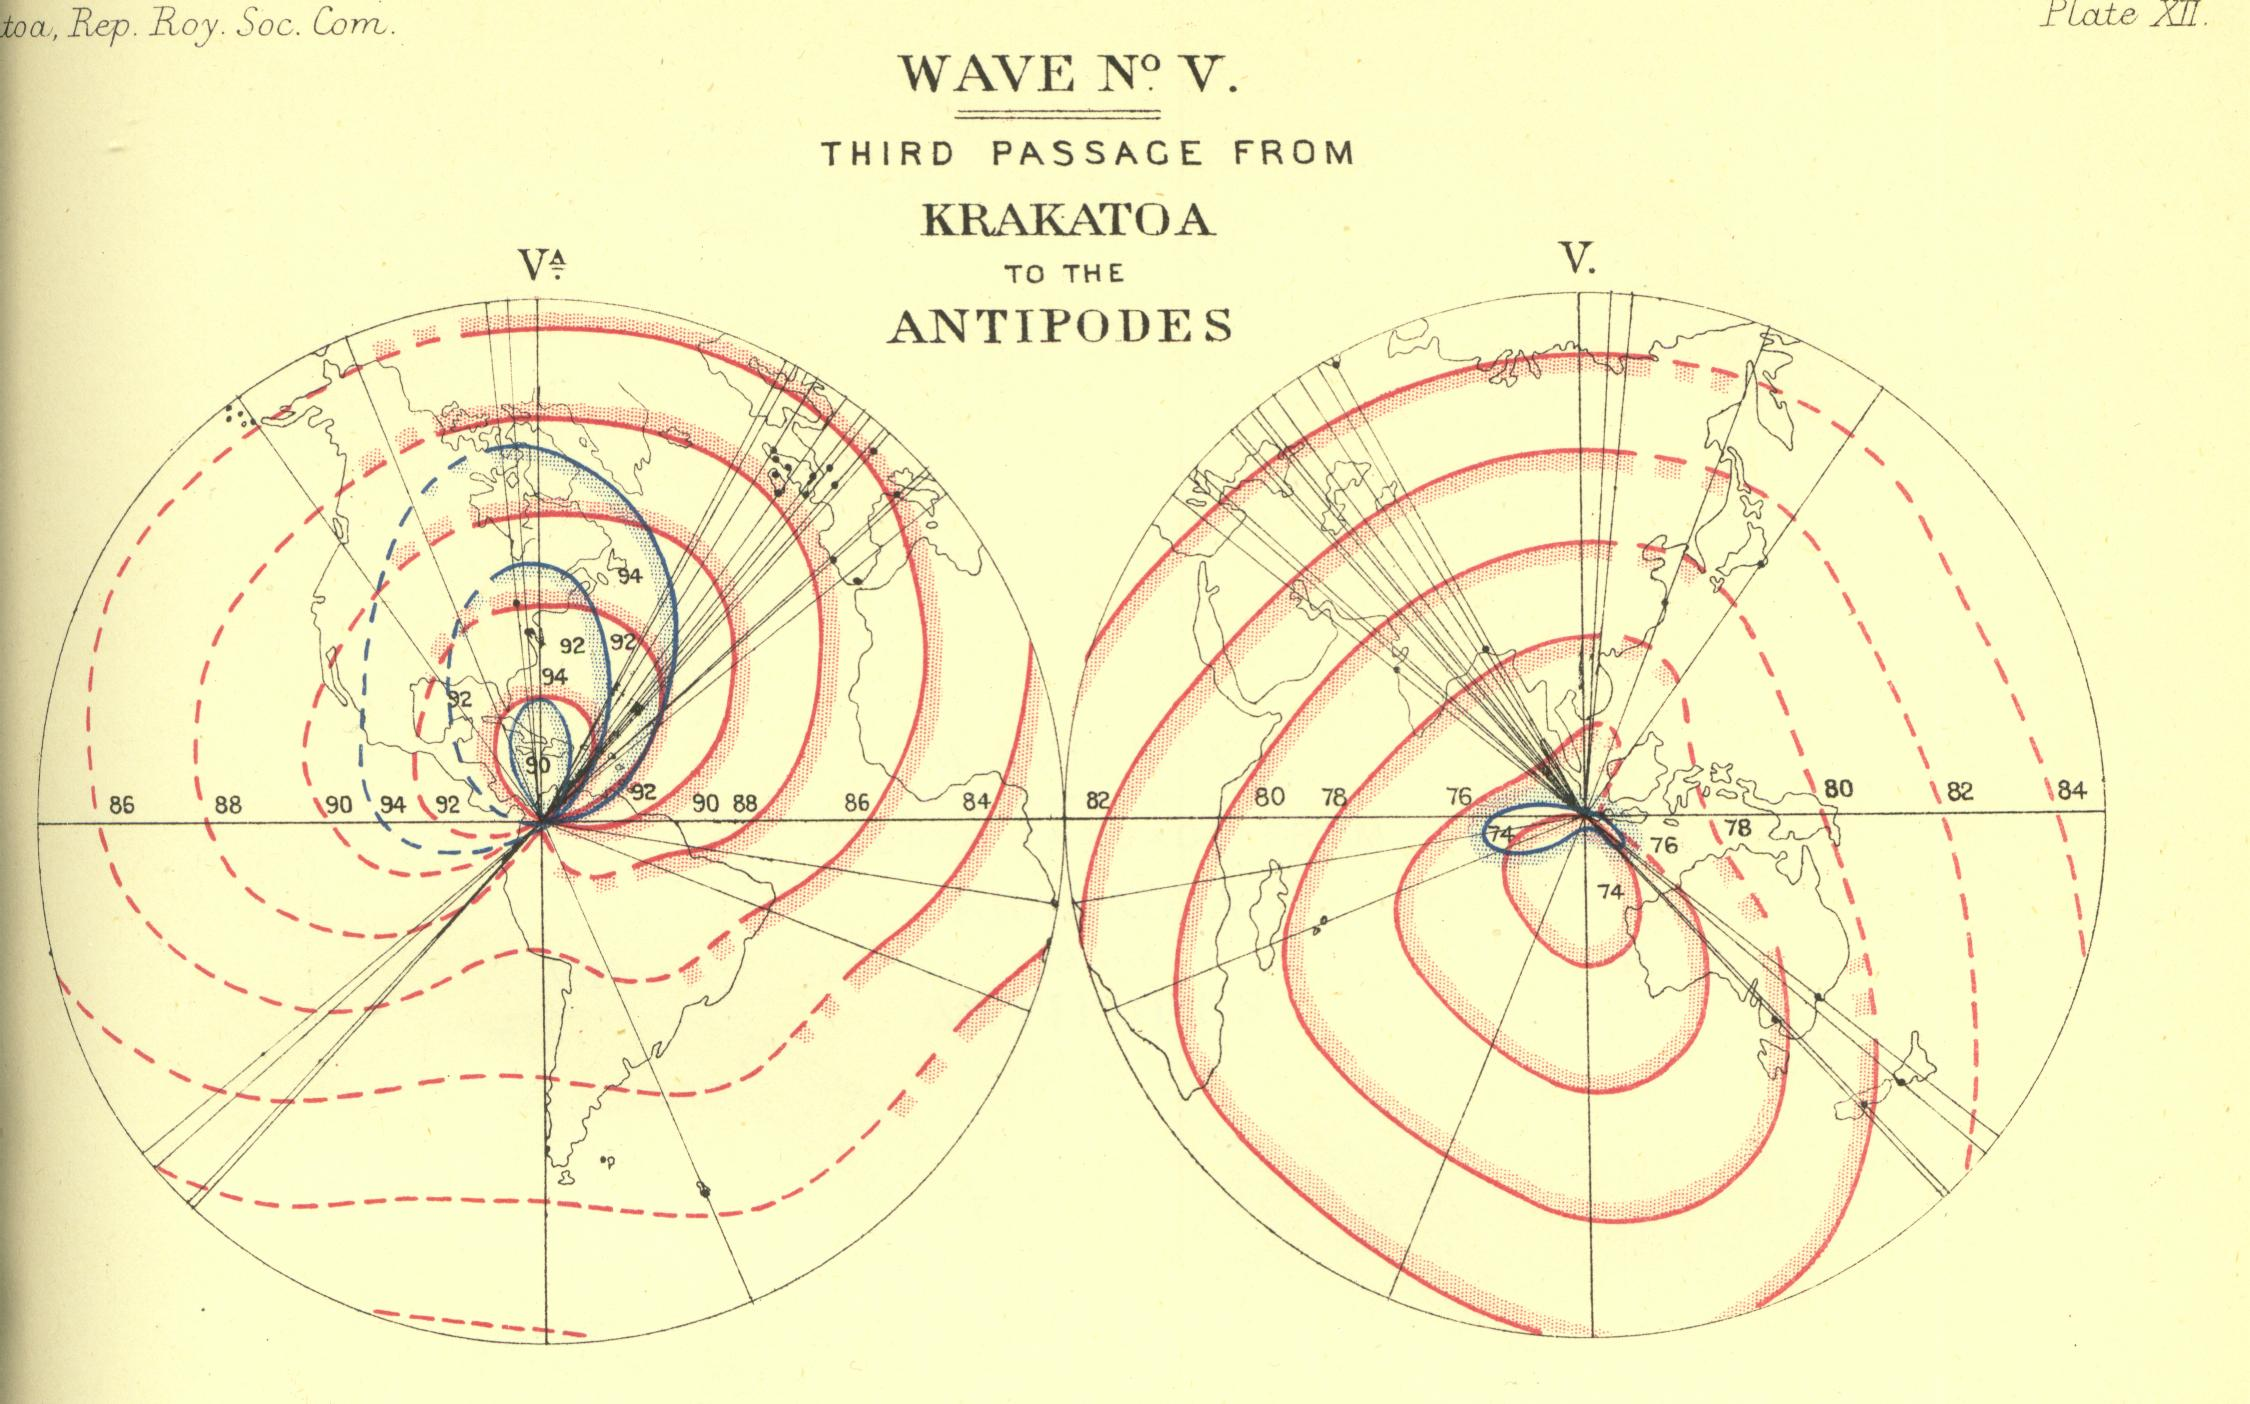 toa, Rep. Roy. Soc. Com.
Plate XII.
WAVE Nº V.
THIRD PASSAGE FROM
KRAKATOA
TO THE
ANTIPODES
Vᴬ.
V.
94
92
92
94
92
90
92
86
88
90
94
92
90
88
86
84
82
80
78
76
80
82
84
74
78
76
74
p